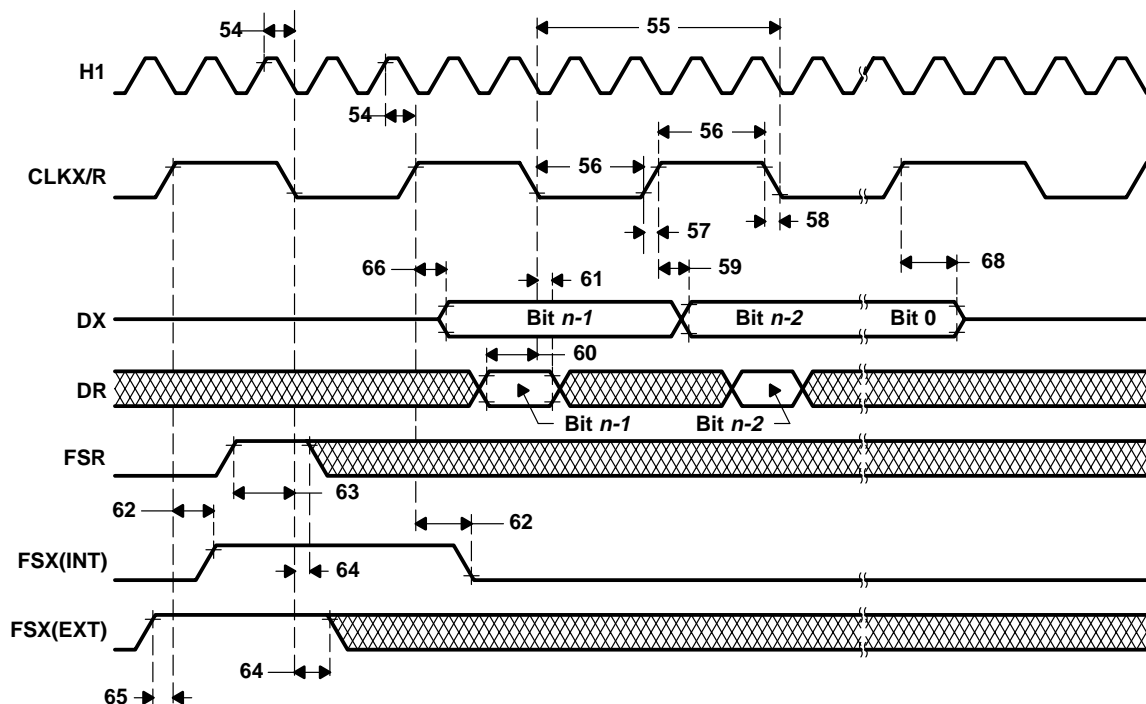 54
55
H1
54
56
CLKX/R
56
57
58
66
61
59
68
DX
Bit n-1
Bit n-2
Bit 0
60
DR
Bit n-1
Bit n-2
FSR
63
62
62
FSX(INT)
64
FSX(EXT)
64
65